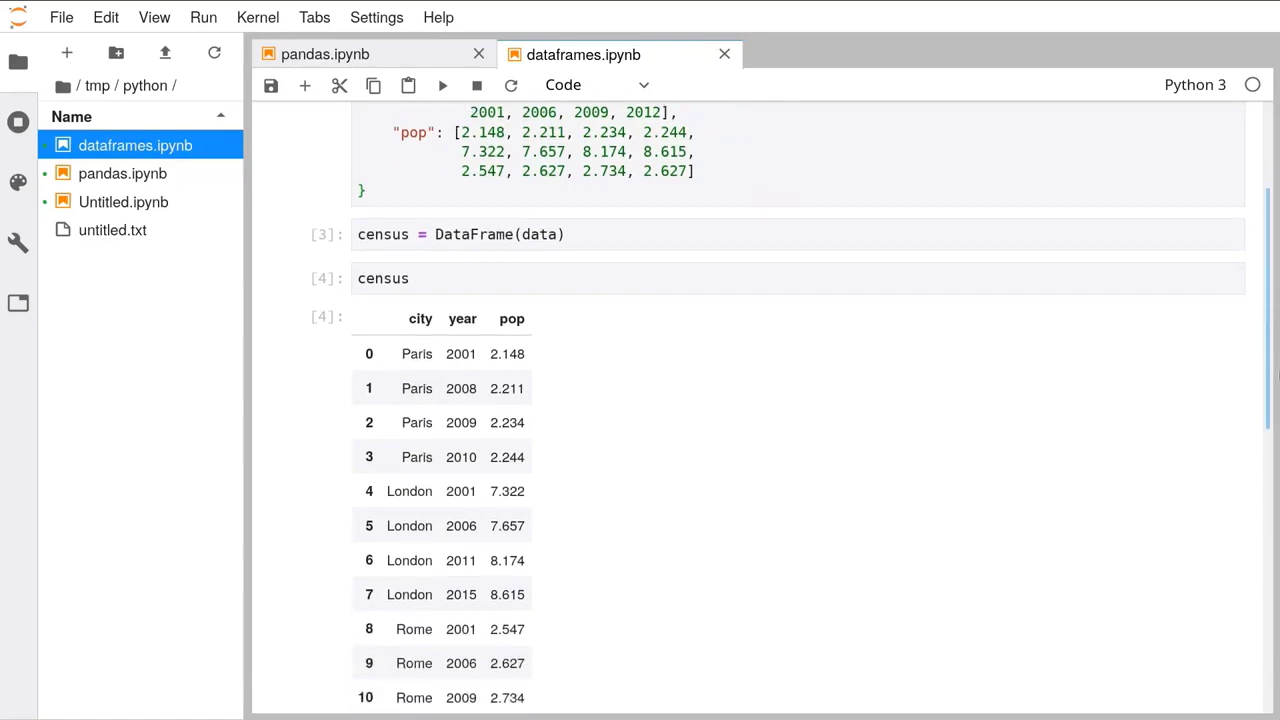 File Edit View Run Kernel Tabs Settings Help
pandas.ipynb
dataframes.ipynb
/ tmp / python /
Code
Python 3
Name
dataframes.ipynb
pandas.ipynb
Untitled.ipynb
untitled.txt
2001, 2006, 2009, 2012],
"pop": [2.148, 2.211, 2.234, 2.244,
7.322, 7.657, 8.174, 8.615,
2.547, 2.627, 2.734, 2.627]
}
[3]: census = DataFrame(data)
[4]: census
[4]: city year pop
0 Paris 2001 2.148
1 Paris 2008 2.211
2 Paris 2009 2.234
3 Paris 2010 2.244
4 London 2001 7.322
5 London 2006 7.657
6 London 2011 8.174
7 London 2015 8.615
8 Rome 2001 2.547
9 Rome 2006 2.627
10 Rome 2009 2.734